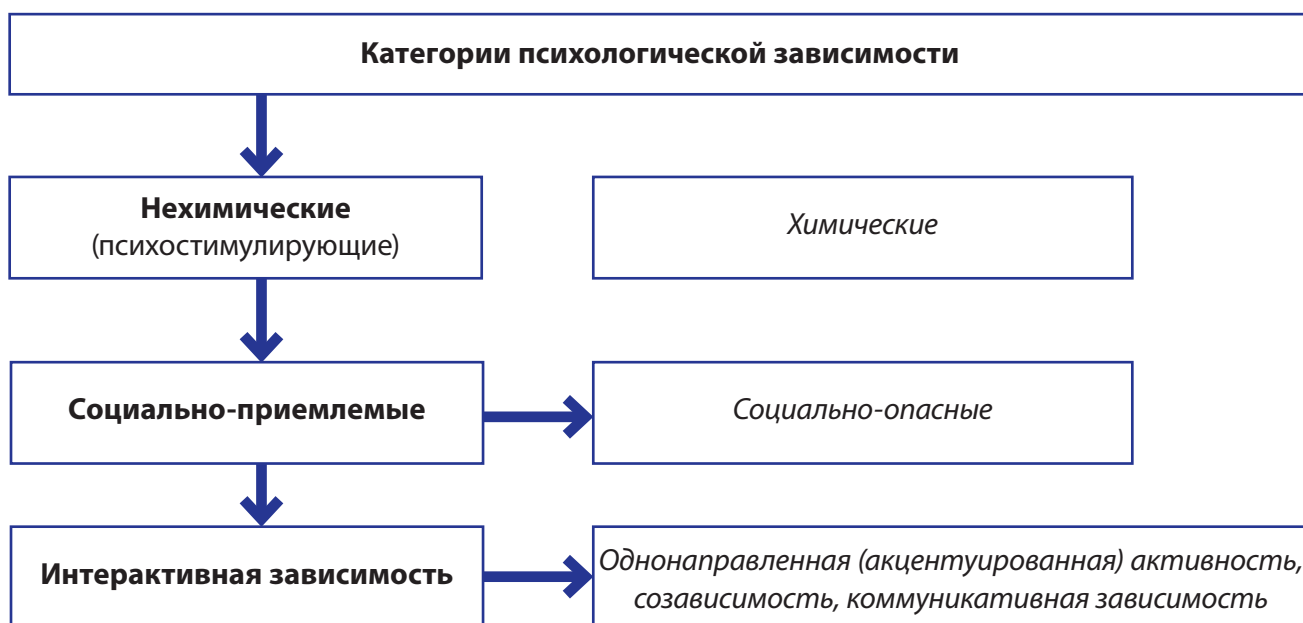 Категории психологической зависимости
Нехимические
(психостимулирующие)
Химические
Социально-приемлемые
Социально-опасные
Интерактивная зависимость
Однонаправленная (акцентуированная) активность,
созависимость, коммуникативная зависимость